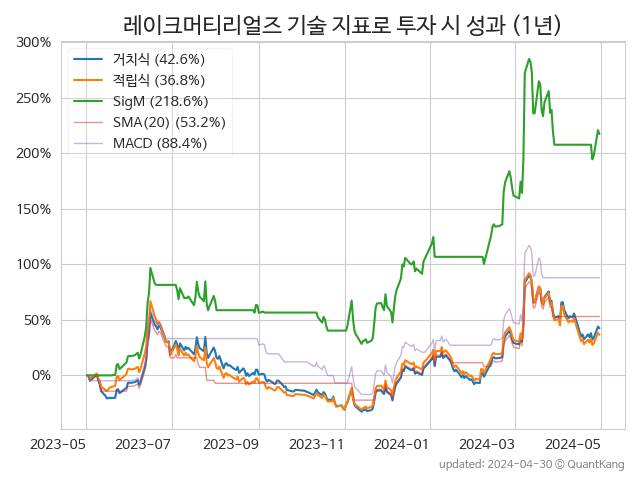 레이크머티리얼즈 기술 지표로 투자 시 성과 (1년)
300%
250%
200%
150%
100%
50%
0%
거치식 (42.6%)
적립식 (36.8%)
SigM (218.6%)
SMA(20) (53.2%)
MACD (88.4%)
2023-05 2023-07 2023-09 2023-11 2024-01 2024-03 2024-05
updated: 2024-04-30 © QuantKang